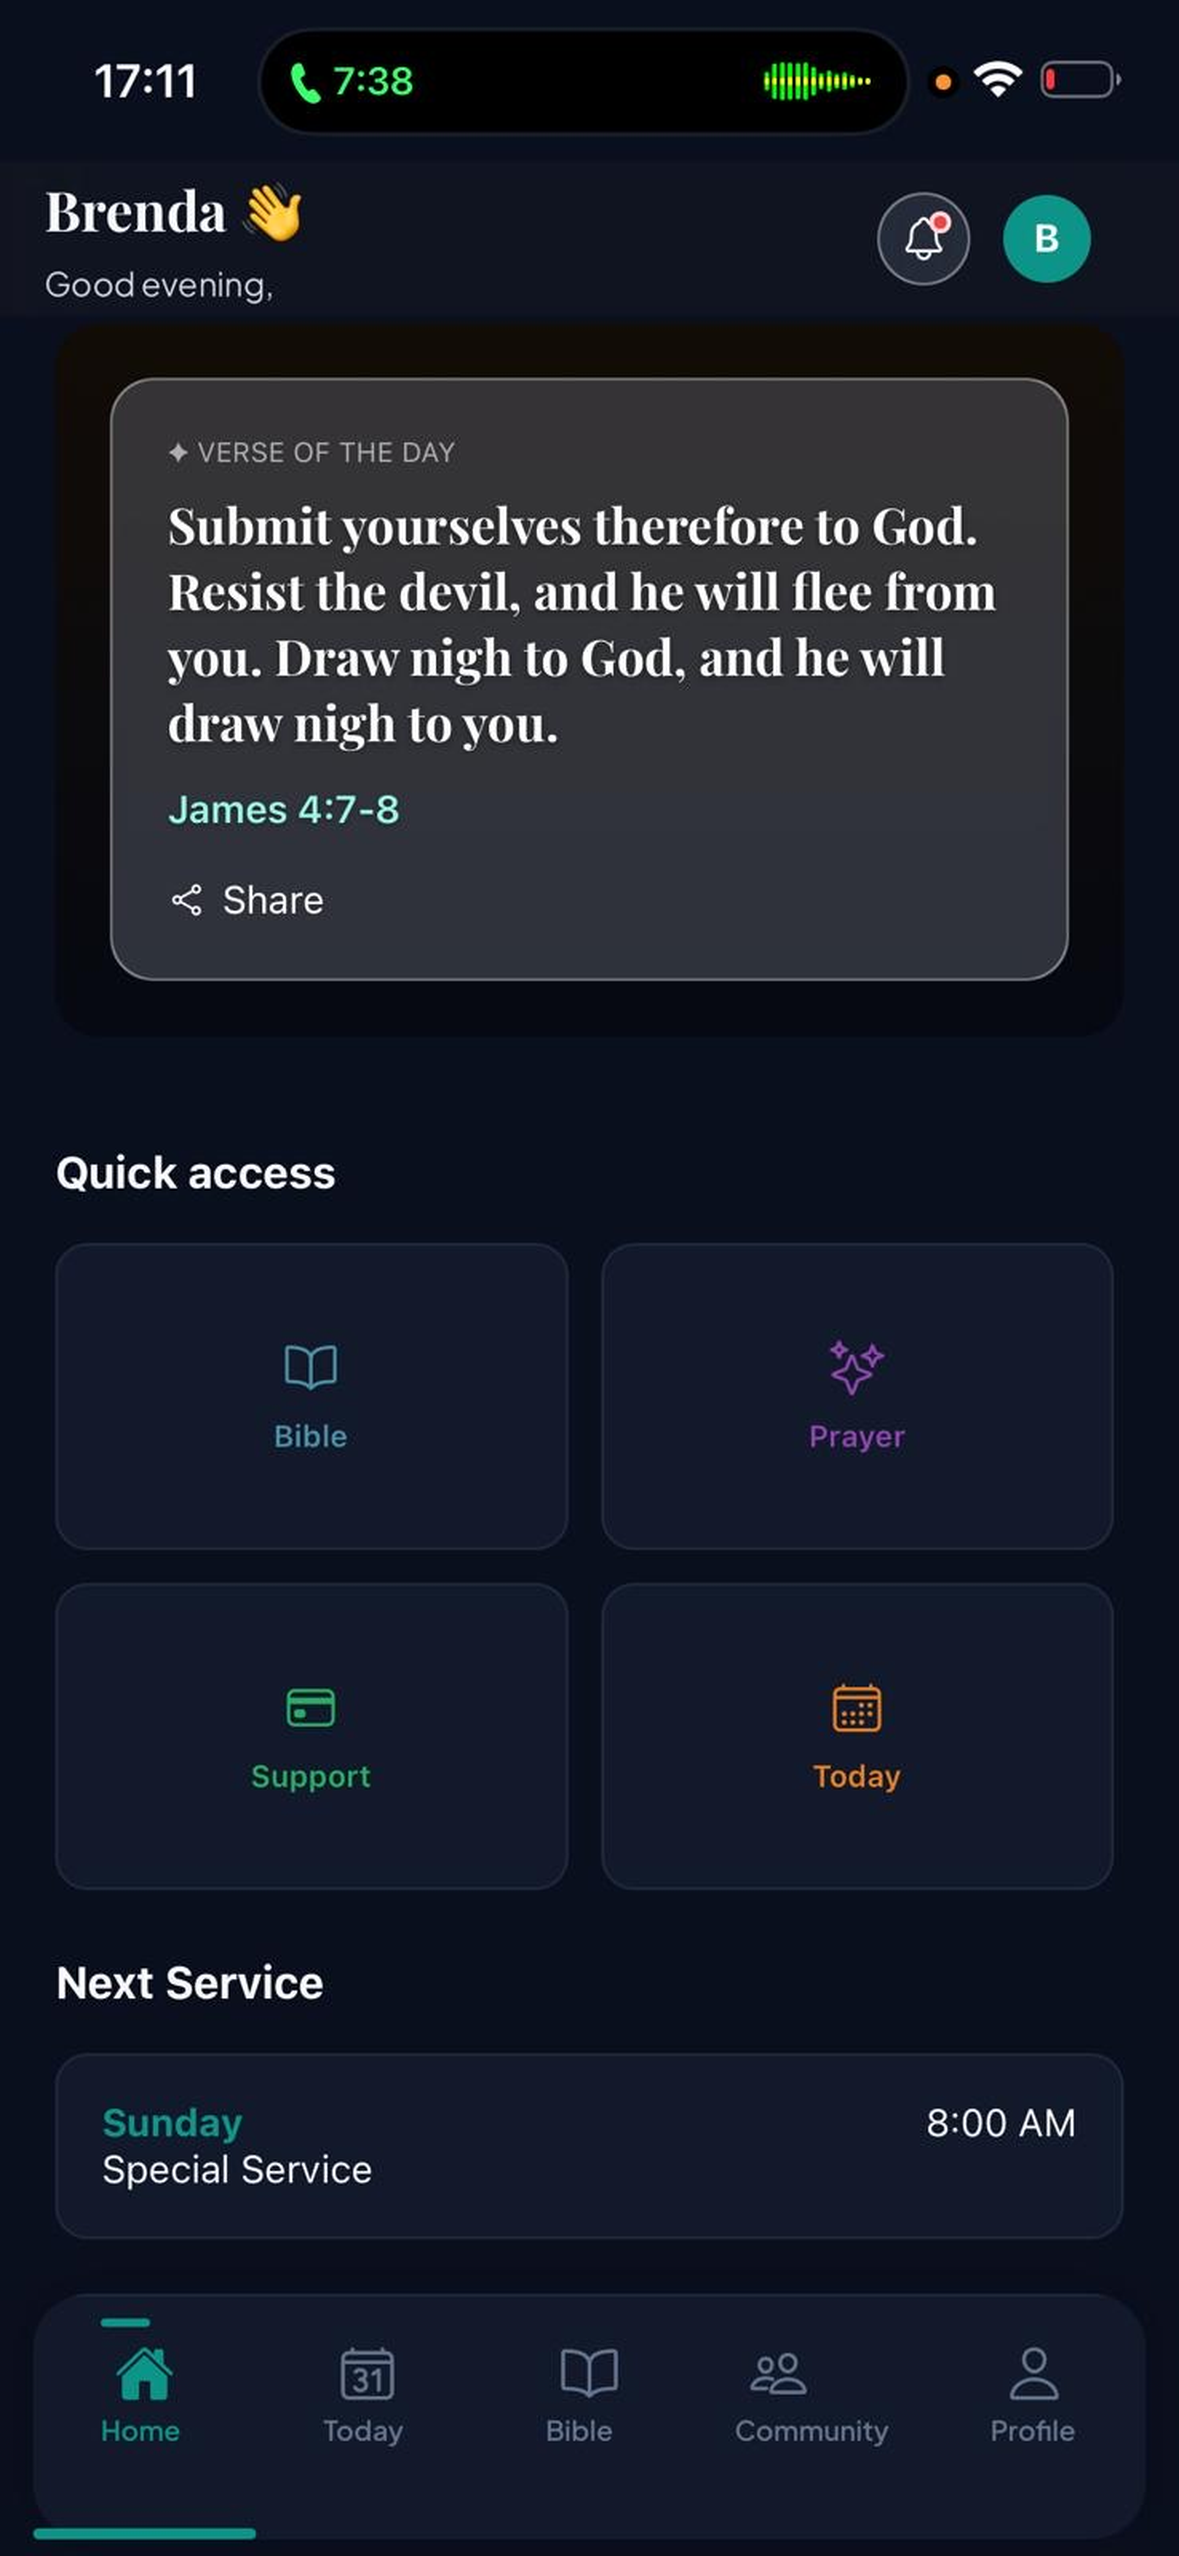 17:11
7:38
Brenda 👋
Good evening,
B
✦ VERSE OF THE DAY
Submit yourselves therefore to God.
Resist the devil, and he will flee from
you. Draw nigh to God, and he will
draw nigh to you.
James 4:7-8
Share
Quick access
Bible
Prayer
Support
Today
Next Service
Sunday
8:00 AM
Special Service
31
Home
Today
Bible
Community
Profile